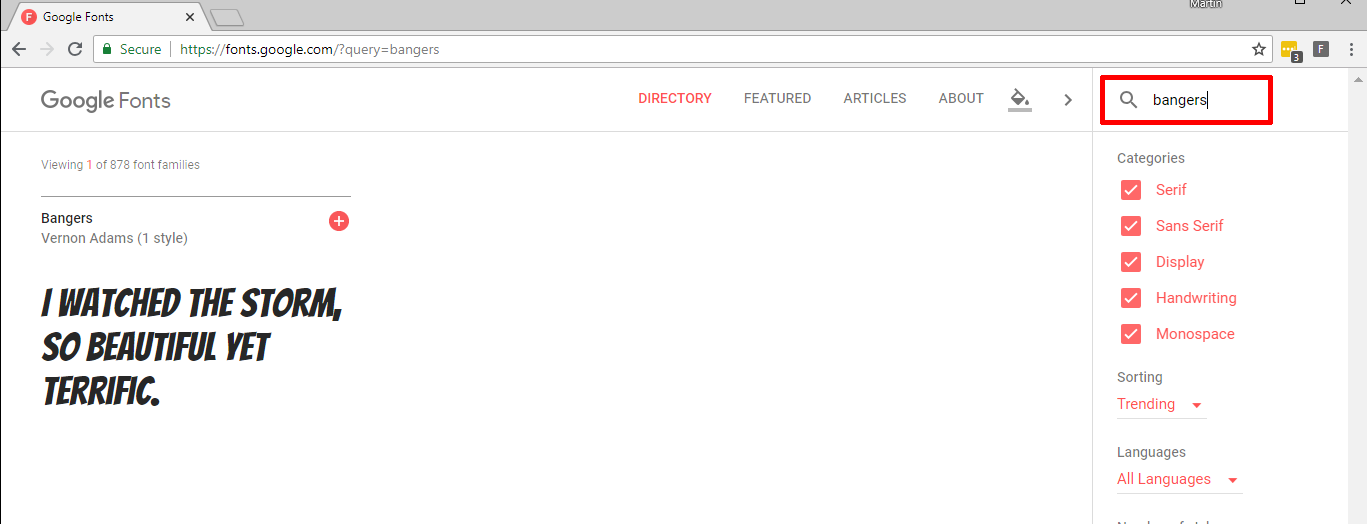 Martin
Google Fonts
Secure
https://fonts.google.com/?query=bangers
3
F
Google Fonts
DIRECTORY
FEATURED
ARTICLES
ABOUT
bangers
Viewing 1 of 878 font families
Bangers
Vernon Adams (1 style)
I WATCHED THE STORM,
SO BEAUTIFUL YET
TERRIFIC.
Categories
Serif
Sans Serif
Display
Handwriting
Monospace
Sorting
Trending
Languages
All Languages